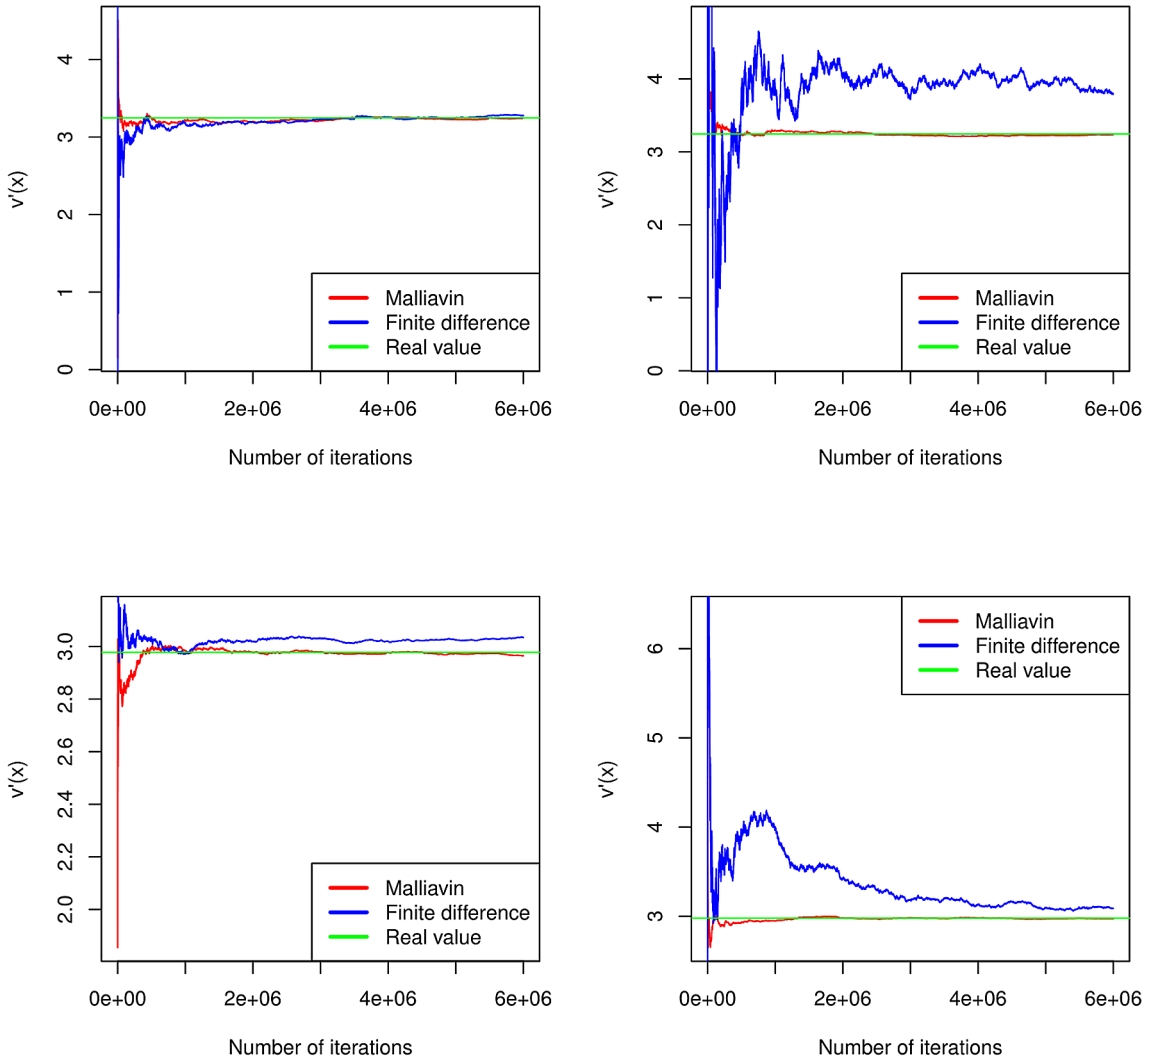 v'(x)
4
3
2
1
0
0e+00 2e+06 4e+06 6e+06
Number of iterations
Malliavin
Finite difference
Real value
v'(x)
4
3
2
1
0
0e+00 2e+06 4e+06 6e+06
Number of iterations
Malliavin
Finite difference
Real value
v'(x)
3.0
2.8
2.6
2.4
2.2
2.0
0e+00 2e+06 4e+06 6e+06
Number of iterations
Malliavin
Finite difference
Real value
v'(x)
6
5
4
3
0e+00 2e+06 4e+06 6e+06
Number of iterations
Malliavin
Finite difference
Real value